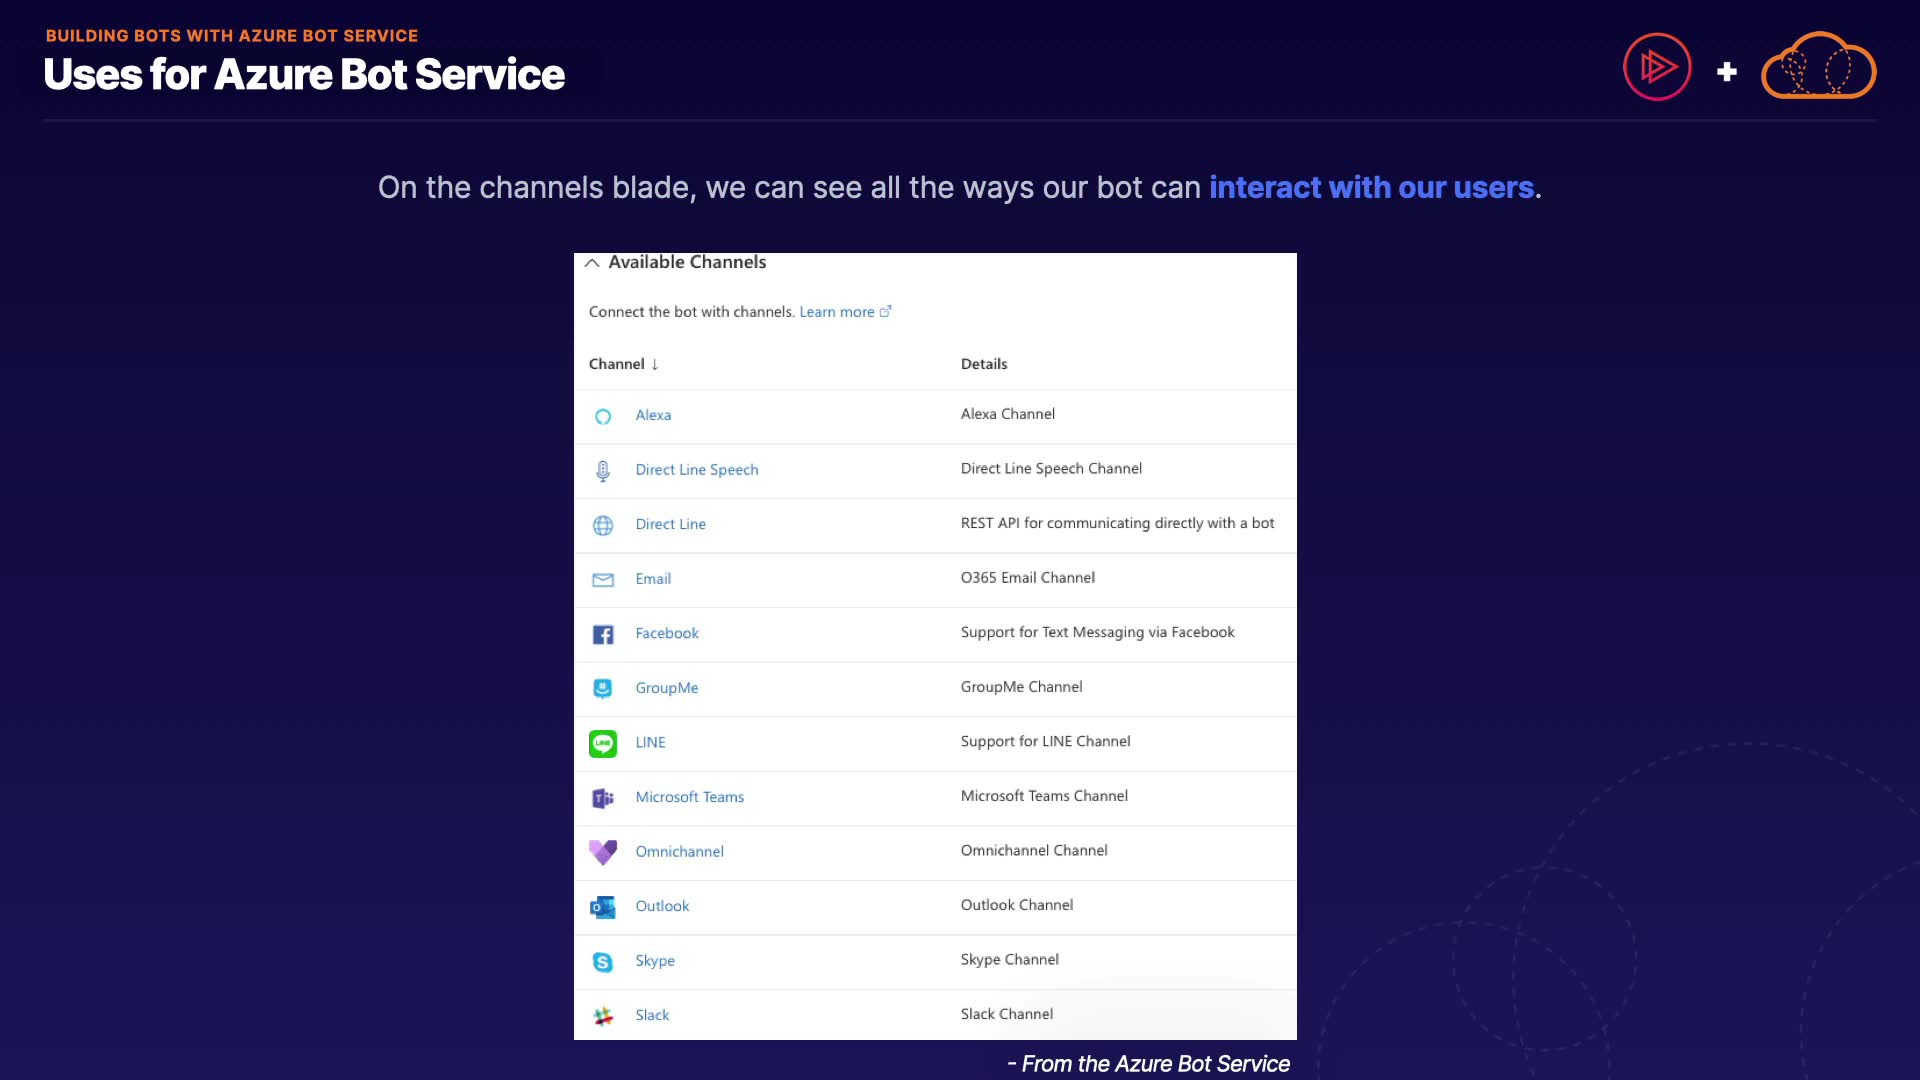 BUILDING BOTS WITH AZURE BOT SERVICE
Uses for Azure Bot Service
On the channels blade, we can see all the ways our bot can interact with our users.
Available Channels
Connect the bot with channels. Learn more
Channel ↓ Details
Alexa Alexa Channel
Direct Line Speech Direct Line Speech Channel
Direct Line REST API for communicating directly with a bot
Email O365 Email Channel
Facebook Support for Text Messaging via Facebook
GroupMe GroupMe Channel
LINE LINE Support for LINE Channel
Microsoft Teams Microsoft Teams Channel
Omnichannel Omnichannel Channel
Outlook Outlook Channel
Skype Skype Channel
Slack Slack Channel
- From the Azure Bot Service